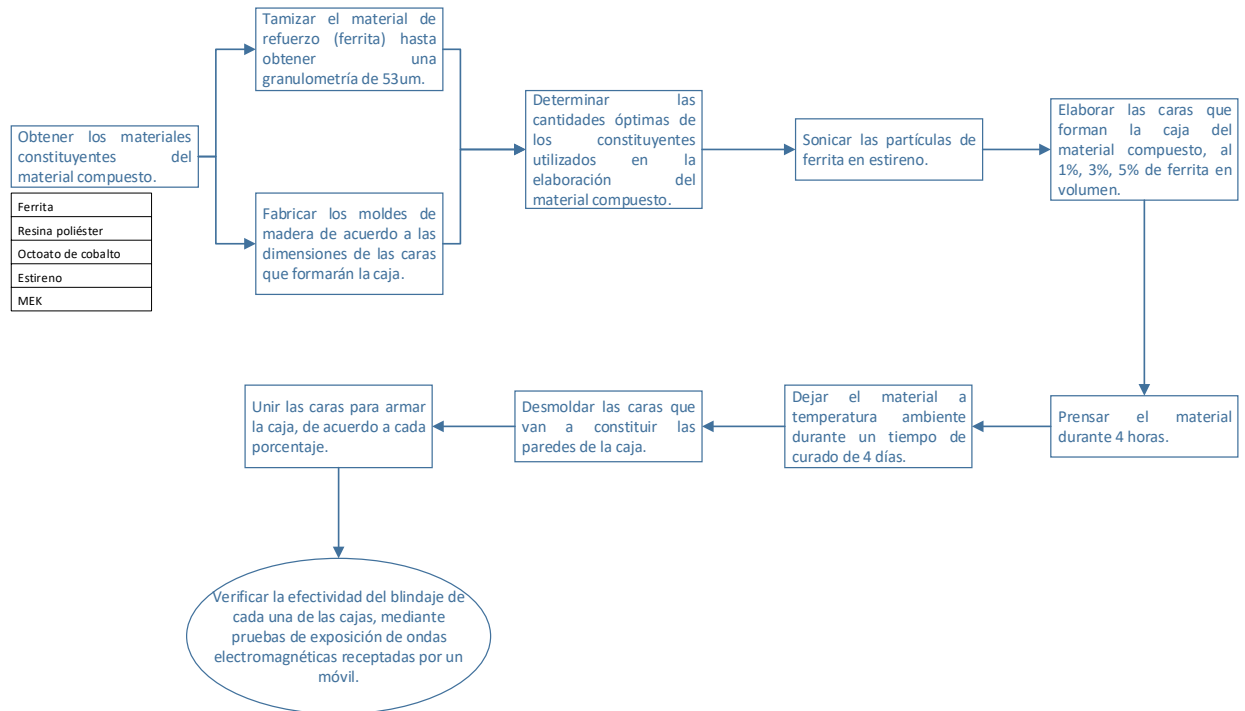 Obtener los materiales
constituyentes del
material compuesto.
Ferrita
Resina poliéster
Octoato de cobalto
Estireno
MEK
Tamizar el material de
refuerzo (ferrita) hasta
obtener una
granulometría de 53um.
Fabricar los moldes de
madera de acuerdo a las
dimensiones de las caras
que formarán la caja.
Determinar las
cantidades óptimas de
los constituyentes
utilizados en la
elaboración del
material compuesto.
Sonicar las partículas de
ferrita en estireno.
Elaborar las caras que
forman la caja del
material compuesto, al
1%, 3%, 5% de ferrita en
volumen.
Prensar el material
durante 4 horas.
Dejar el material a
temperatura ambiente
durante un tiempo de
curado de 4 días.
Desmoldar las caras que
van a constituir las
paredes de la caja.
Unir las caras para armar
la caja, de acuerdo a cada
porcentaje.
Verificar la efectividad del blindaje de
cada una de las cajas, mediante
pruebas de exposición de ondas
electromagnéticas receptadas por un
móvil.